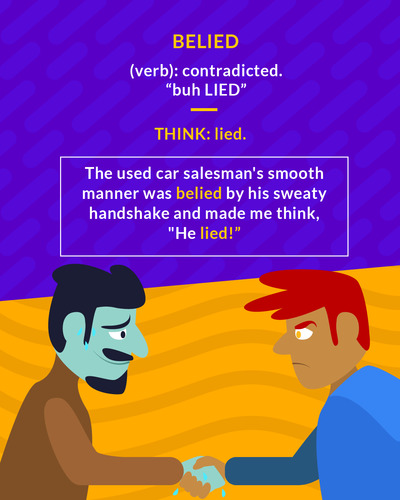 BELIED
(verb): contradicted.
“buh LIED”
THINK: lied.
The used car salesman's smooth
manner was belied by his sweaty
handshake and made me think,
"He lied!”